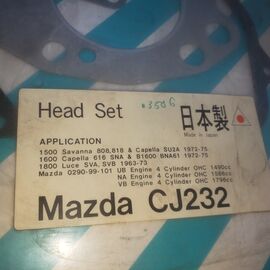 Head Set
*3506
日本製
Made in Japan
APPLICATION
1500 Savanna 808,818 & Capella SU2A 1972-75
1600 Capella 616 SNA & B1600 BNA61 1972-75
1800 Luce SVA, SVB 1963-73
Mazda 0290-99-101 UB Engine 4 Cylinder OHC 1490cc
NA Engine 4 Cylinder OHC 1586cc
VB Engine 4 Cylinder OHC 1796cc
Mazda CJ232